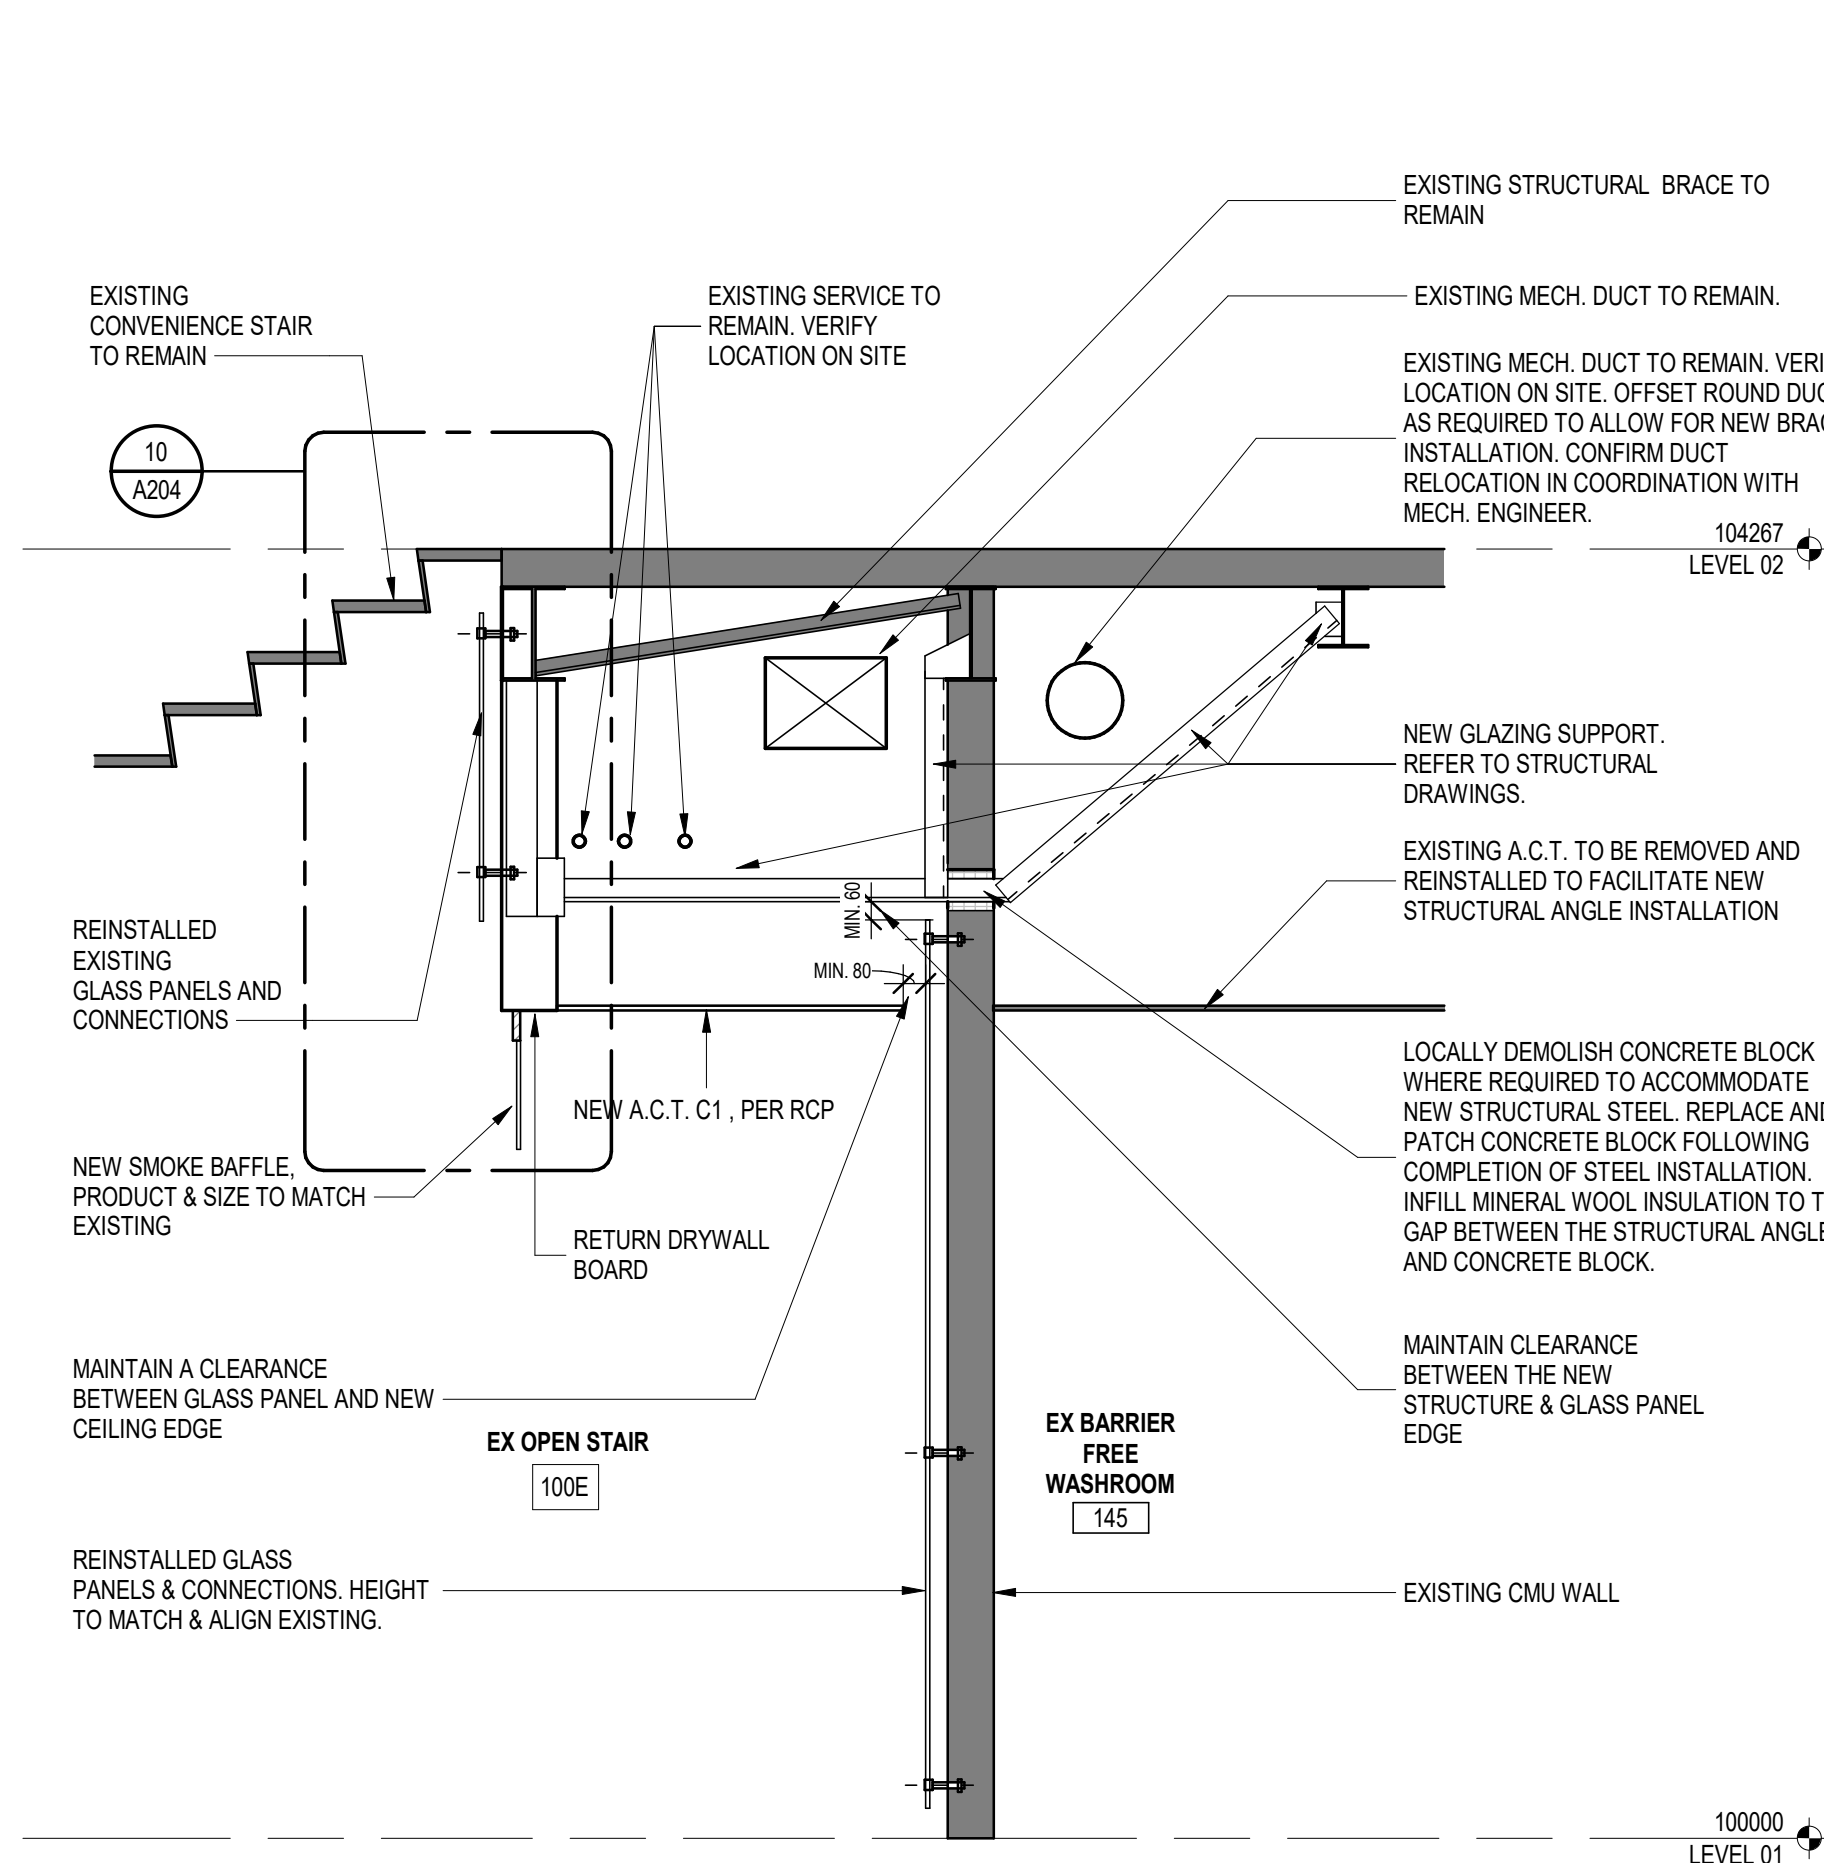 EXISTING STRUCTURAL BRACE TO
REMAIN
EXISTING
CONVENIENCE STAIR
TO REMAIN
EXISTING SERVICE TO
REMAIN. VERIFY
LOCATION ON SITE
EXISTING MECH. DUCT TO REMAIN.
EXISTING MECH. DUCT TO REMAIN.
LOCATION ON SITE. OFFSET ROUND
AS REQUIRED TO ALLOW FOR NEW
INSTALLATION. CONFIRM DUCT
RELOCATION IN COORDINATION WITH
MECH. ENGINEER.
10
A204
104267
LEVEL 02
NEW GLAZING SUPPORT.
REFER TO STRUCTURAL
DRAWINGS.
EXISTING A.C.T. TO BE REMOVED AND
REINSTALLED TO FACILITATE NEW
STRUCTURAL ANGLE INSTALLATION
MIN. 60
MIN. 80
REINSTALLED
EXISTING
GLASS PANELS AND
CONNECTIONS
NEW A.C.T. C1 , PER RCP
LOCALLY DEMOLISH CONCRETE BLOCK
WHERE REQUIRED TO ACCOMMODATE
NEW STRUCTURAL STEEL. REPLACE AND
PATCH CONCRETE BLOCK FOLLOWING
COMPLETION OF STEEL INSTALLATION.
INFILL MINERAL WOOL INSULATION TO
GAP BETWEEN THE STRUCTURAL ANGLE
AND CONCRETE BLOCK.
NEW SMOKE BAFFLE,
PRODUCT & SIZE TO MATCH
EXISTING
RETURN DRYWALL
BOARD
MAINTAIN CLEARANCE
BETWEEN THE NEW
STRUCTURE & GLASS PANEL
EDGE
MAINTAIN A CLEARANCE
BETWEEN GLASS PANEL AND NEW
CEILING EDGE
EX OPEN STAIR
100E
EX BARRIER
FREE
WASHROOM
145
REINSTALLED GLASS
PANELS & CONNECTIONS. HEIGHT
TO MATCH & ALIGN EXISTING.
EXISTING CMU WALL
100000
LEVEL 01